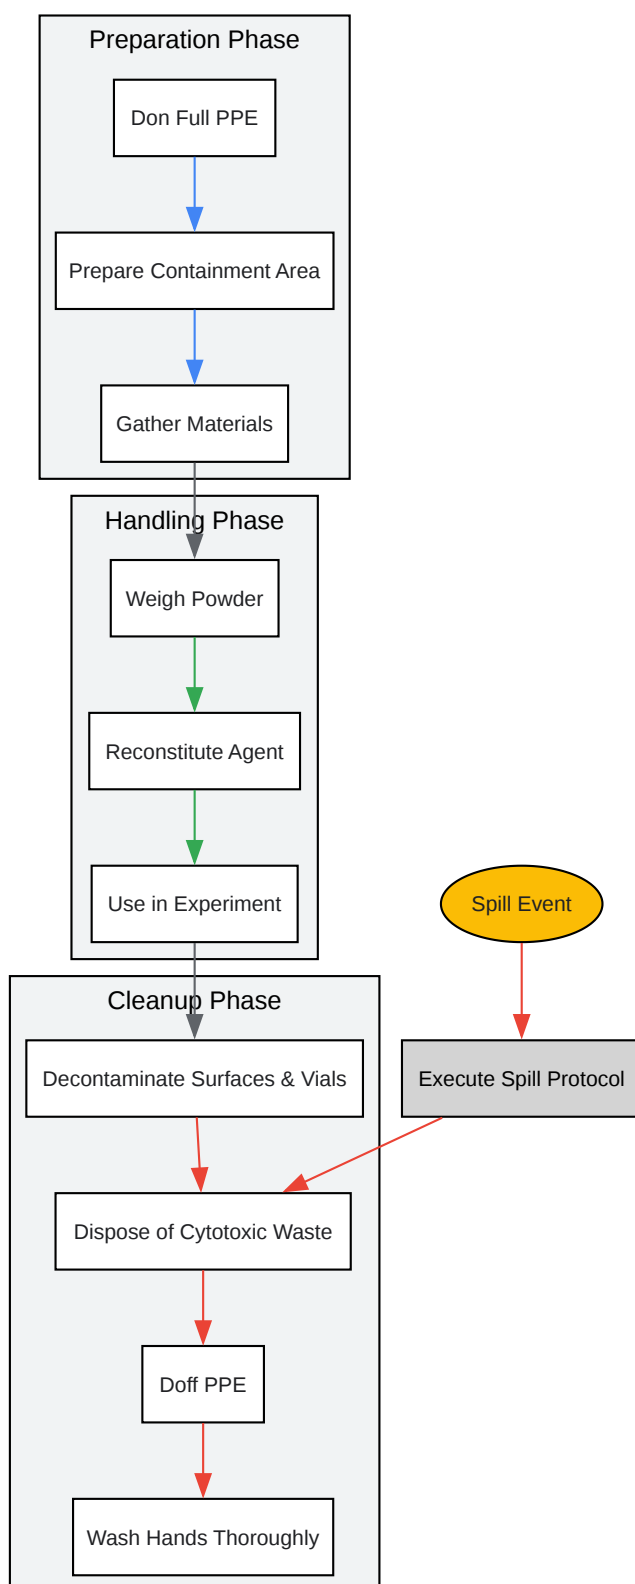 Preparation Phase
Don Full PPE
Prepare Containment Area
Gather Materials
Handling Phase
Weigh Powder
Reconstitute Agent
Use in Experiment
Spill Event
Cleanup Phase
Decontaminate Surfaces & Vials
Execute Spill Protocol
Dispose of Cytotoxic Waste
Doff PPE
Wash Hands Thoroughly